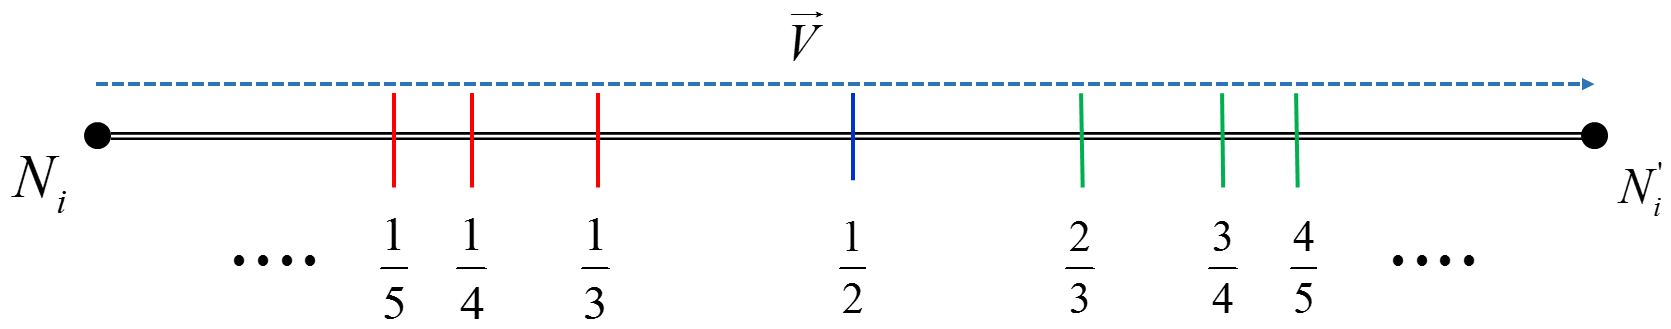 V
N_i N_i'
.... 1/5 1/4 1/3 1/2 2/3 3/4 4/5 ....